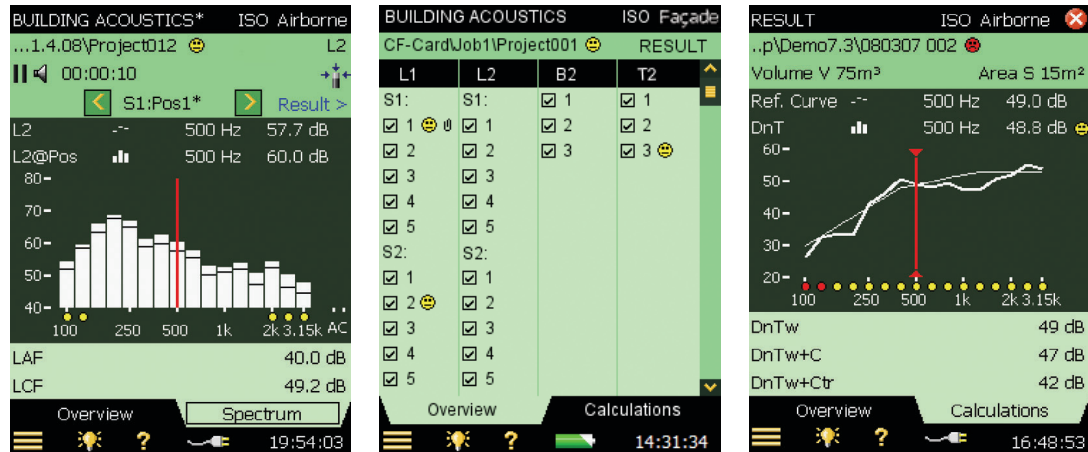 BUILDING ACOUSTICS* ISO Airborne
...1.4.08\Project012 L2
00:00:10
< S1:Pos1* > Result >
L2 500 Hz 57.7 dB
L2@Pos 500 Hz 60.0 dB
80
70
60
50
40
100 250 500 1k 2k 3.15k AC
LAF 40.0 dB
LCF 49.2 dB
Overview Spectrum
? 19:54:03
BUILDING ACOUSTICS ISO Façade
CF-Card\Job1\Project001 RESULT
L1 L2 B2 T2
S1: S1: 1 1
1 1 2 2
2 2 3 3
3 3
4 4
5 5
S2: S2:
1 1
2 2
3 3
4 4
5 5
Overview Calculations
? 14:31:34
RESULT ISO Airborne
..p\Demo7.3\080307 002
Volume V 75m³ Area S 15m²
Ref. Curve 500 Hz 49.0 dB
DnT 500 Hz 48.8 dB
60
50
40
30
20
100 250 500 1k 2k 3.15k
DnTw 49 dB
DnTw+C 47 dB
DnTw+Ctr 42 dB
Overview Calculations
? 16:48:53